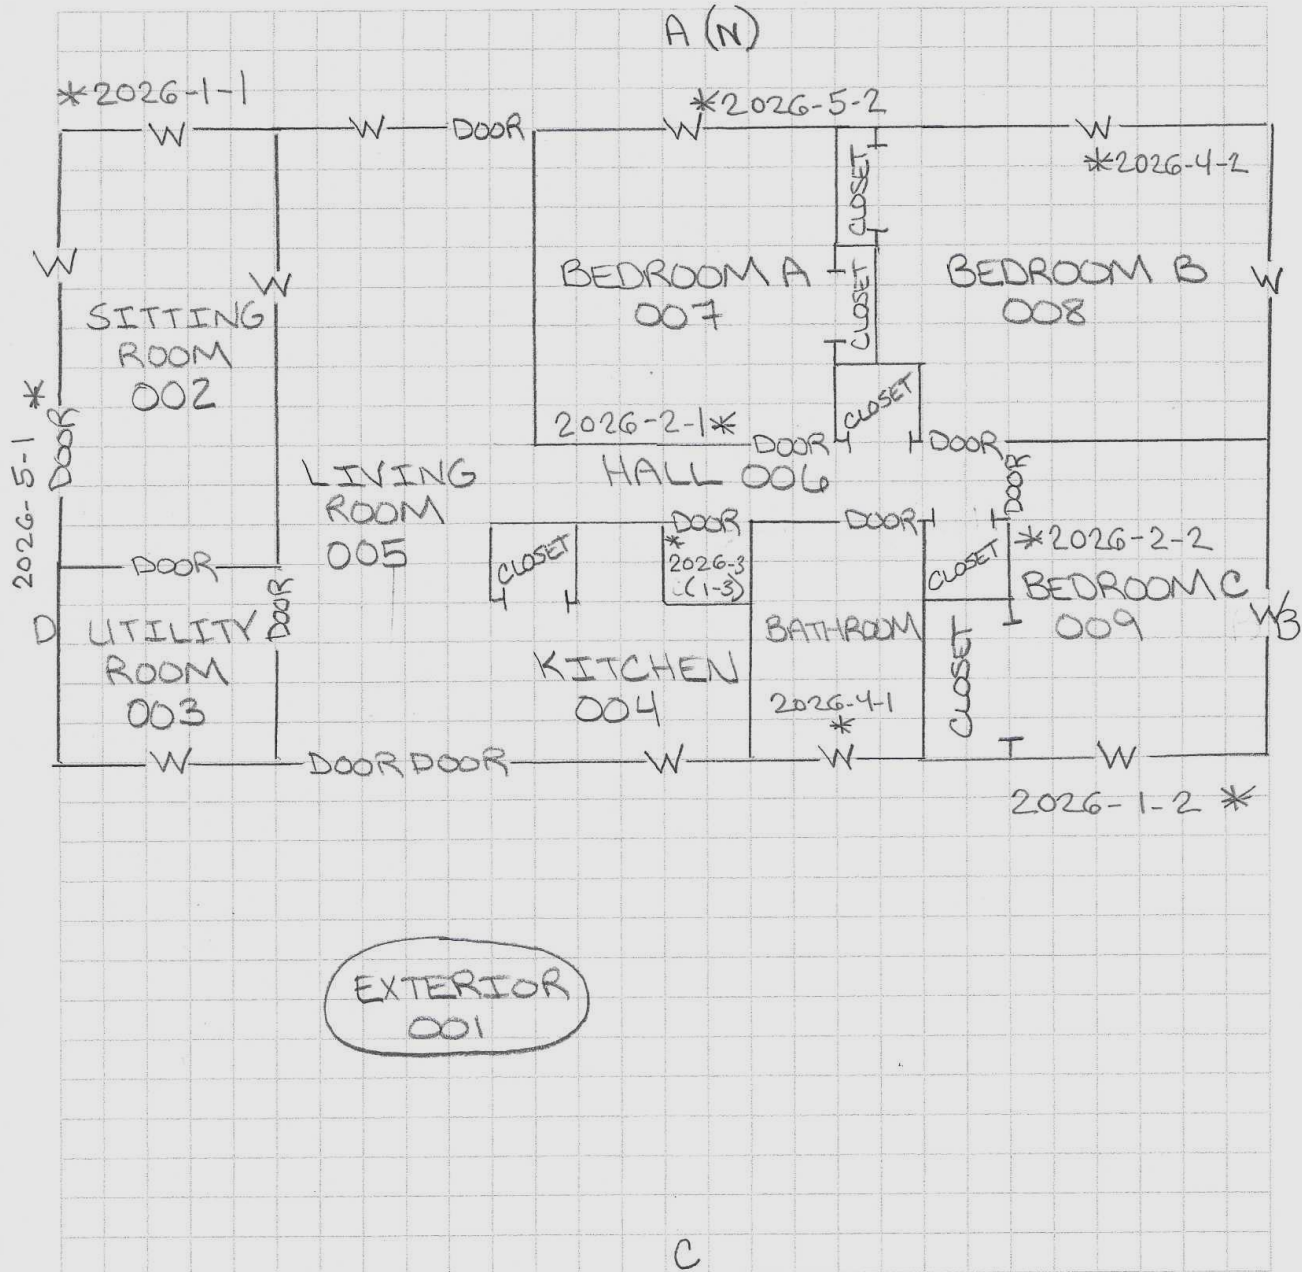 A (N)
*2026-1-1
*2026-5-2
W
W
DOOR
W
W
*2026-4-2
CLOSET
W
W
W
BEDROOM A
007
CLOSET
BEDROOM B
008
SITTING
ROOM
002
2026-5-1 *
DOOR
2026-2-1*
CLOSET
DOOR
DOOR
DOOR
HALL 006
LIVING
ROOM
005
DOOR
DOOR
*
2026-3
(1-3)
CLOSET
CLOSET
*2026-2-2
BEDROOM C
009
DOOR
DOOR
D
UTILITY
ROOM
003
BATHROOM
W
B
CLOSET
KITCHEN
004
2026-4-1
*
W
DOOR DOOR
W
W
W
2026-1-2 *
EXTERIOR
001
C